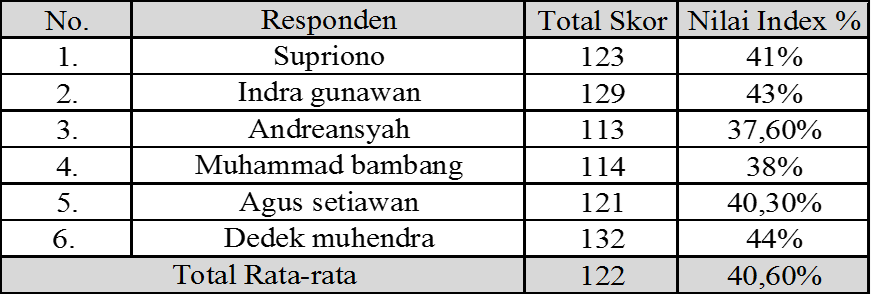 No. Responden Total Skor Nilai Index %
1. Supriono 123 41%
2. Indra gunawan 129 43%
3. Andreansyah 113 37,60%
4. Muhammad bambang 114 38%
5. Agus setiawan 121 40,30%
6. Dedek muhendra 132 44%
Total Rata-rata 122 40,60%